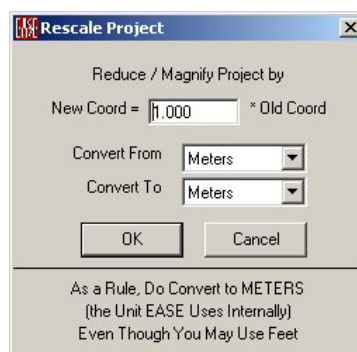 EASE Rescale Project
Reduce / Magnify Project by
New Coord = 1.000 * Old Coord
Convert From Meters
Convert To Meters
OK Cancel
As a Rule, Do Convert to METERS
(the Unit EASE Uses Internally)
Even Though You May Use Feet